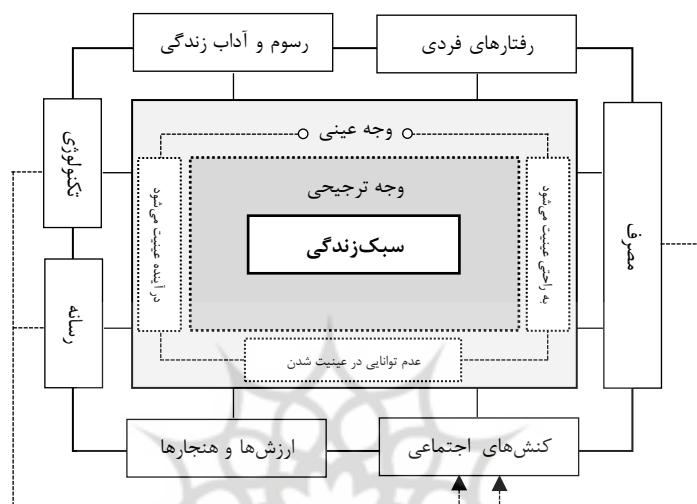 رفتارهای فردی
رسوم و آداب زندگی
وجه عینی
تکنولوژی
وجه ترجیحی
به راحتی عینیت می‌شود
در آینده عینیت می‌شود
مصرف
سبک‌زندگی
رسانه
عدم توانایی در عینیت شدن
کنش‌های اجتماعی
ارزش‌ها و هنجارها